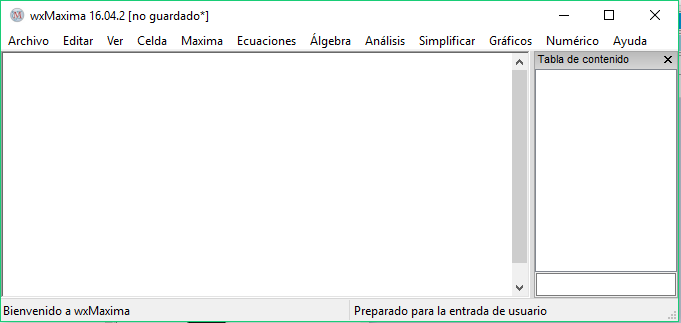 wxMaxima 16.04.2 [no guardado*]
Archivo Editar Ver Celda Maxima Ecuaciones Álgebra Análisis Simplificar Gráficos Numérico Ayuda
Tabla de contenido
Bienvenido a wxMaxima
Preparado para la entrada de usuario